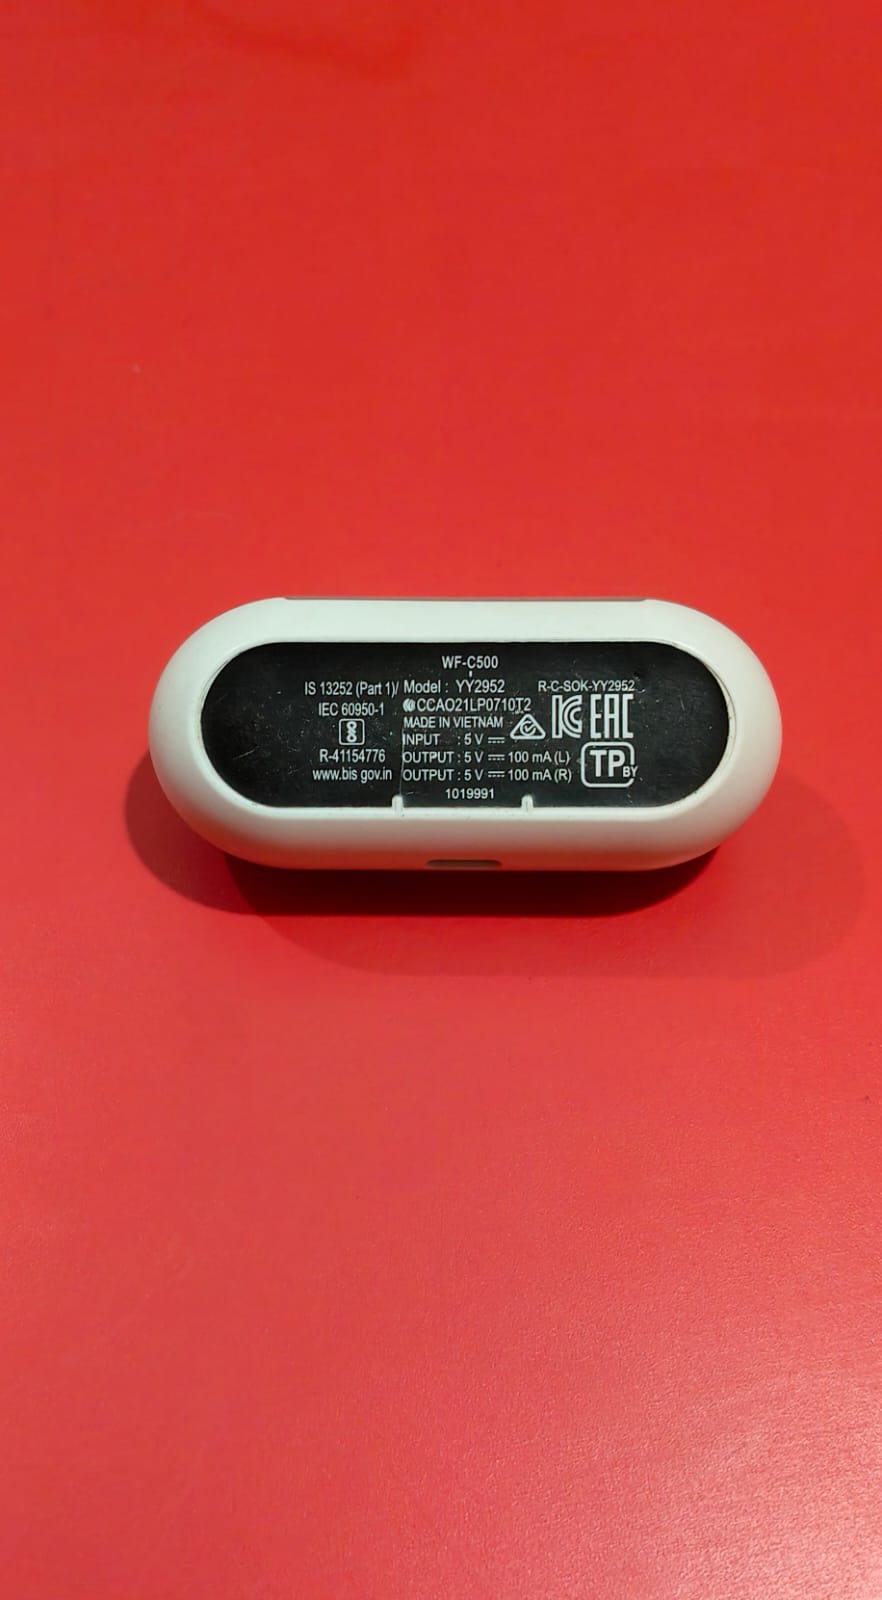 WF-C500
IS 13252 (Part 1)/
IEC 60950-1
R-41154776
www.bis.gov.in
Model : YY2952
CCAO21LP0710T2
MADE IN VIETNAM
INPUT : 5 V ⎓
OUTPUT : 5 V ⎓ 100 mA (L)
OUTPUT : 5 V ⎓ 100 mA (R)
1019991
R-C-SOK-YY2952
EAC
TP BY